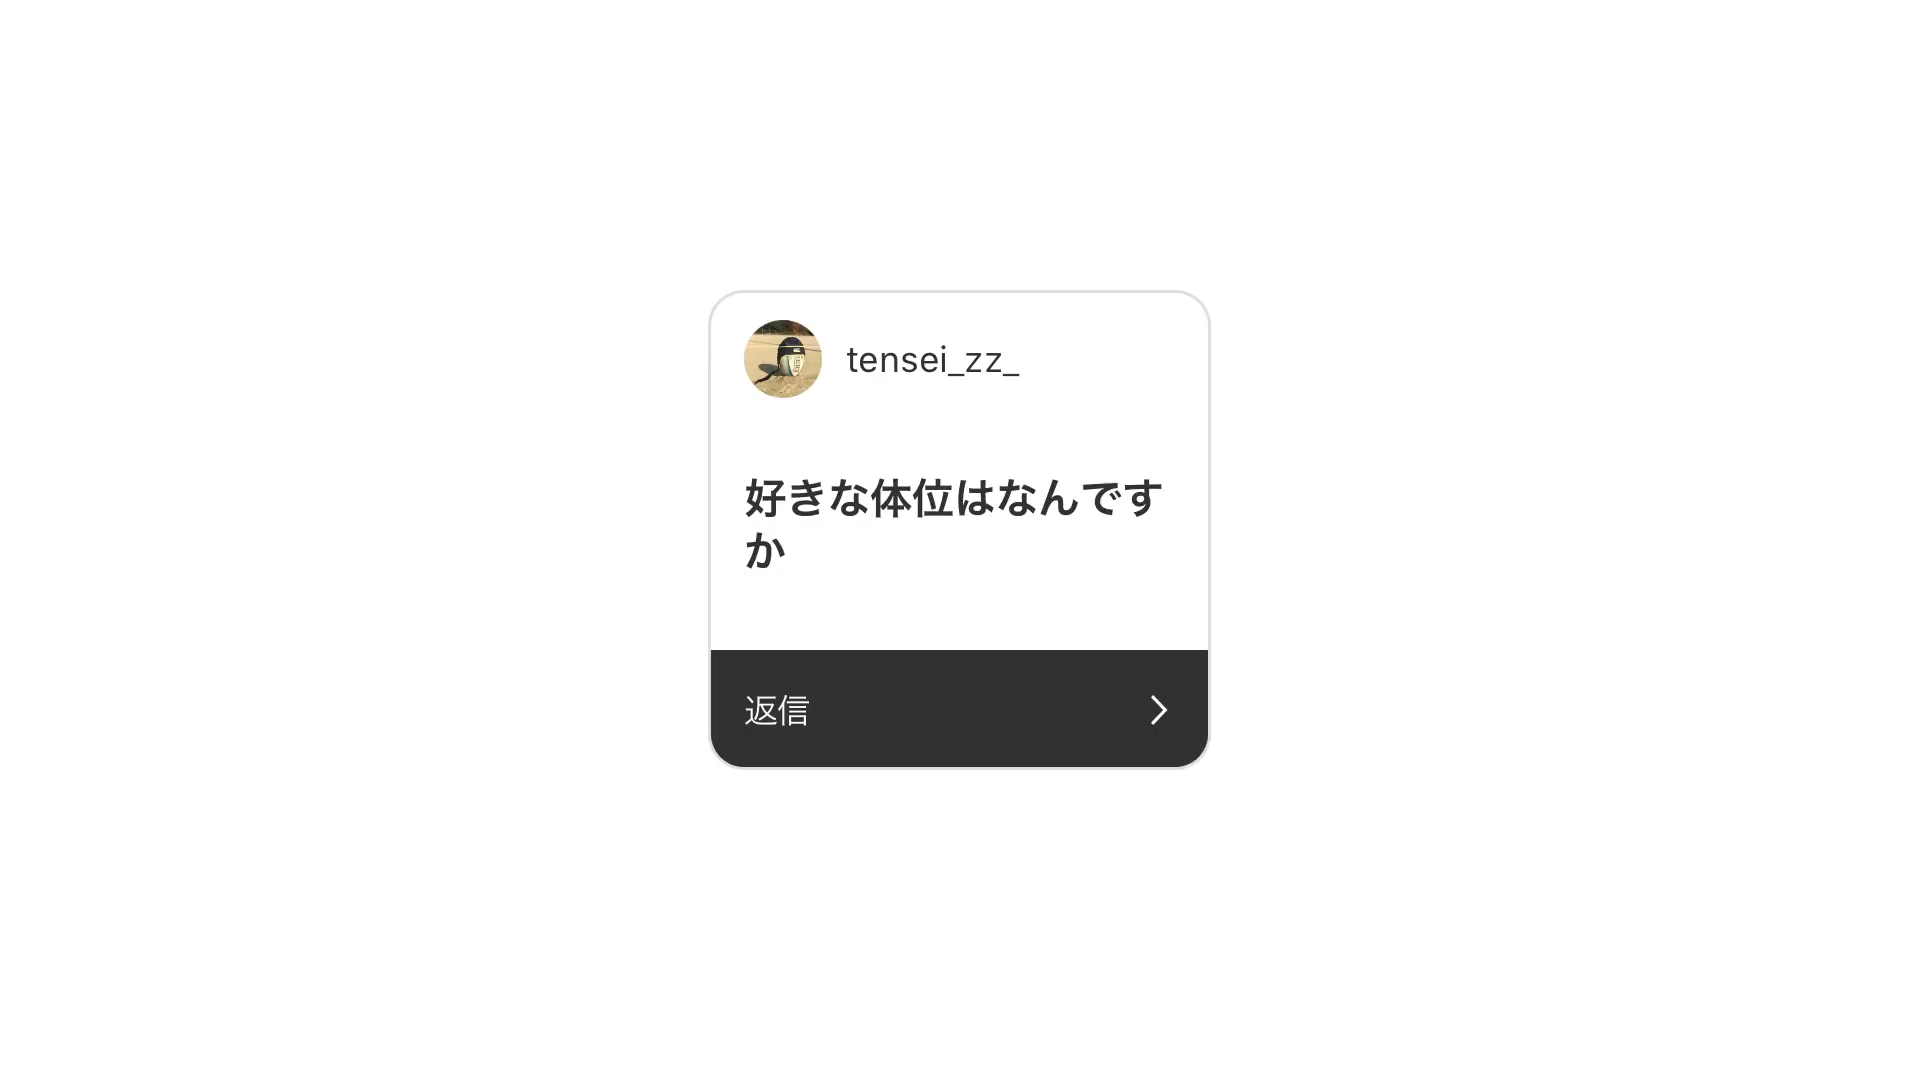 tensei_zz_
好きな体位はなんです
か
返信